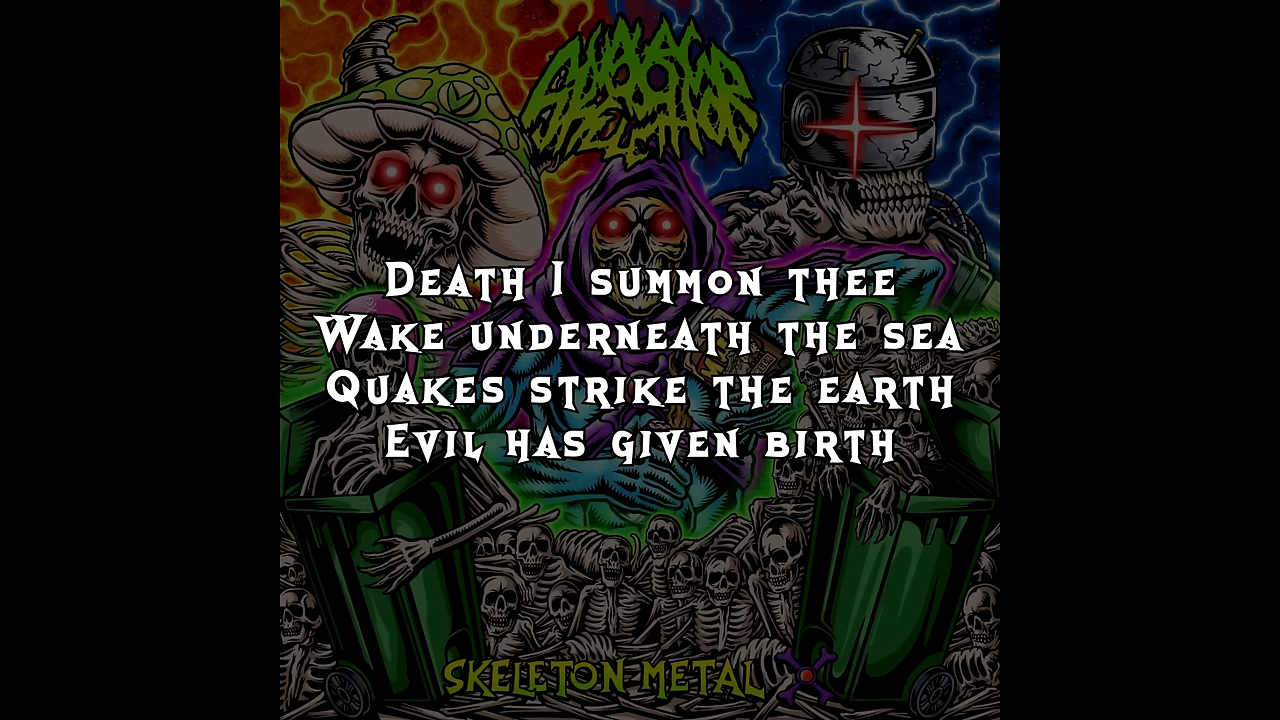 Death I summon thee
Wake underneath the sea
Quakes strike the earth
Evil has given birth
SKELETON METAL